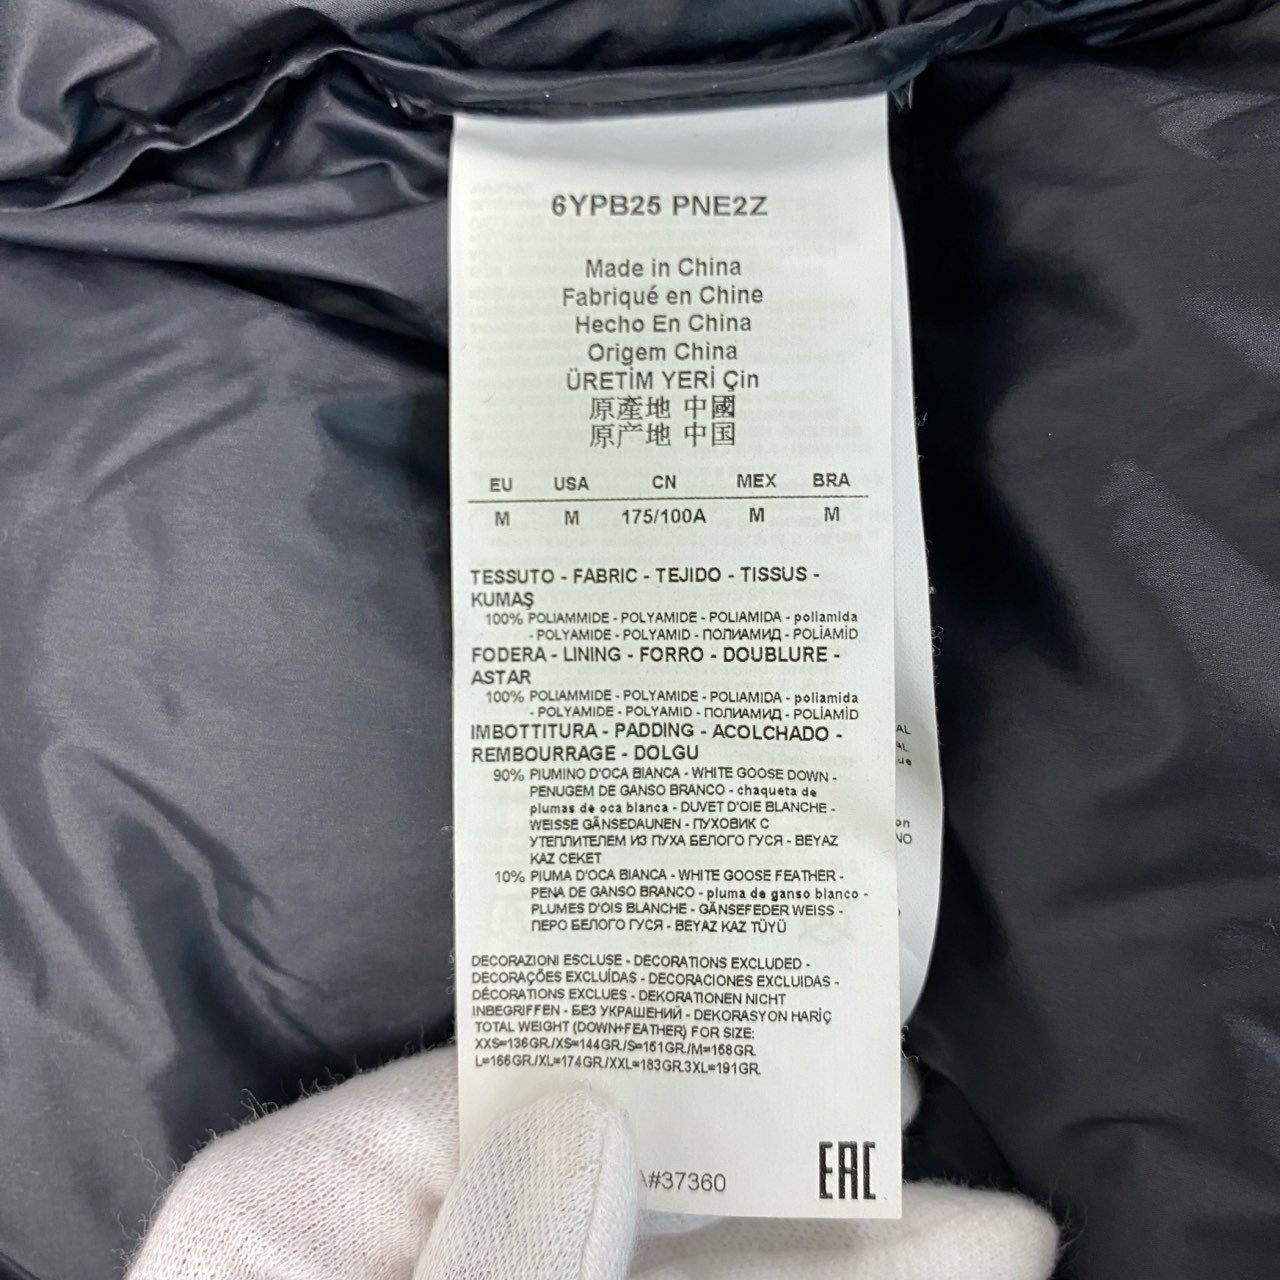 6YPB25 PNE2Z
Made in China
Fabriqué en Chine
Hecho En China
Origem China
ÜRETİM YERİ Çin
原產地 中國
原产地 中国
EU USA CN MEX BRA
M M 175/100A M M
TESSUTO - FABRIC - TEJIDO - TISSUS -
KUMAŞ
100% POLIAMMIDE - POLYAMIDE - POLIAMIDA - poliamida
- POLYAMIDE - POLYAMID - ПОЛИАМИД - POLİAMİD
FODERA - LINING - FORRO - DOUBLURE -
ASTAR
100% POLIAMMIDE - POLYAMIDE - POLIAMIDA - poliamida
- POLYAMIDE - POLYAMID - ПОЛИАМИД - POLİAMİD
IMBOTTITURA - PADDING - ACOLCHADO -
REMBOURRAGE - DOLGU
90% PIUMINO D'OCA BIANCA - WHITE GOOSE DOWN -
PENUGEM DE GANSO BRANCO - chaqueta de
plumas de oca blanca - DUVET D'OIE BLANCHE -
WEISSE GÄNSEDAUNEN - ПУХОВИК С
УТЕПЛИТЕЛЕМ ИЗ ПУХА БЕЛОГО ГУСЯ - BEYAZ
KAZ CEKET
10% PIUMA D'OCA BIANCA - WHITE GOOSE FEATHER -
PENA DE GANSO BRANCO - pluma de ganso blanco -
PLUMES D'OIS BLANCHE - GÄNSEFEDER WEISS -
ПЕРО БЕЛОГО ГУСЯ - BEYAZ KAZ TÜYÜ
DECORAZIONI ESCLUSE - DECORATIONS EXCLUDED -
DECORAÇÕES EXCLUÍDAS - DECORACIONES EXCLUIDAS -
DÉCORATIONS EXCLUES - DEKORATIONEN NICHT
INBEGRIFFEN - БЕЗ УКРАШЕНИЙ - DEKORASYON HARİÇ
TOTAL WEIGHT (DOWN+FEATHER) FOR SIZE:
XXS=136GR./XS=144GR./S=151GR./M=158GR.
L=166GR./XL=174GR./XXL=183GR.3XL=191GR.
#37360
EAC